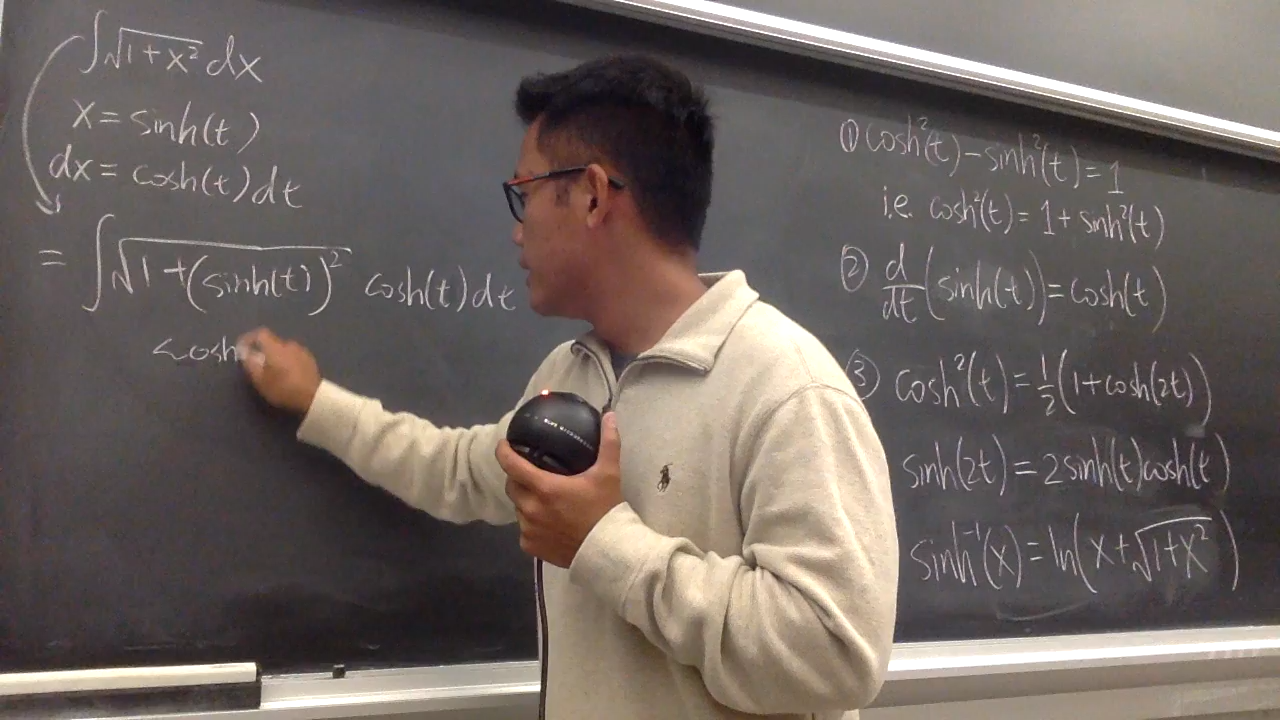 ∫√(1+x²) dx
x = sinh(t)
dx = cosh(t) dt
= ∫√(1+(sinh(t))²) cosh(t) dt
cosh
① cosh²(t) - sinh²(t) = 1
i.e. cosh²(t) = 1 + sinh²(t)
② d/dt (sinh(t)) = cosh(t)
③ cosh²(t) = 1/2 (1+cosh(2t))
sinh(2t) = 2sinh(t)cosh(t)
sinh⁻¹(x) = ln(x+√(1+x²))